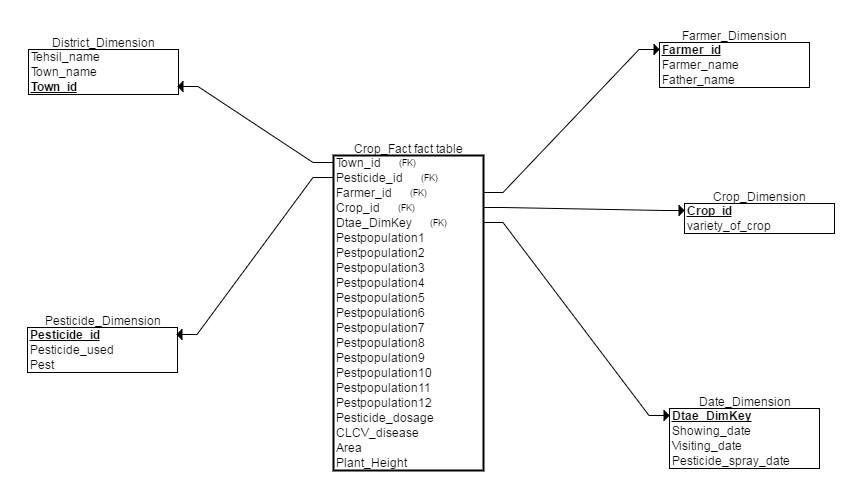 District_Dimension
Tehsil_name
Town_name
Town_id
Farmer_Dimension
Farmer_id
Farmer_name
Father_name
Crop_Fact fact table
Town_id (FK)
Pesticide_id (FK)
Farmer_id (FK)
Crop_id (FK)
Dtae_DimKey (FK)
Pestpopulation1
Pestpopulation2
Pestpopulation3
Pestpopulation4
Pestpopulation5
Pestpopulation6
Pestpopulation7
Pestpopulation8
Pestpopulation9
Pestpopulation10
Pestpopulation11
Pestpopulation12
Pesticide_dosage
CLCV_disease
Area
Plant_Height
Crop_Dimension
Crop_id
variety_of_crop
Pesticide_Dimension
Pesticide_id
Pesticide_used
Pest
Date_Dimension
Dtae_DimKey
Showing_date
Visiting_date
Pesticide_spray_date